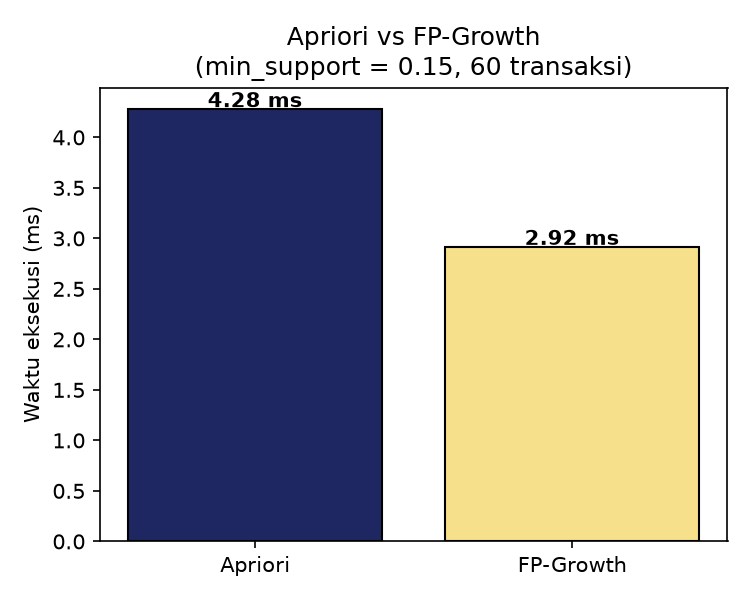 Apriori vs FP-Growth
(min_support = 0.15, 60 transaksi)
Waktu eksekusi (ms)
4.0
3.5
3.0
2.5
2.0
1.5
1.0
0.5
0.0
4.28 ms
2.92 ms
Apriori
FP-Growth